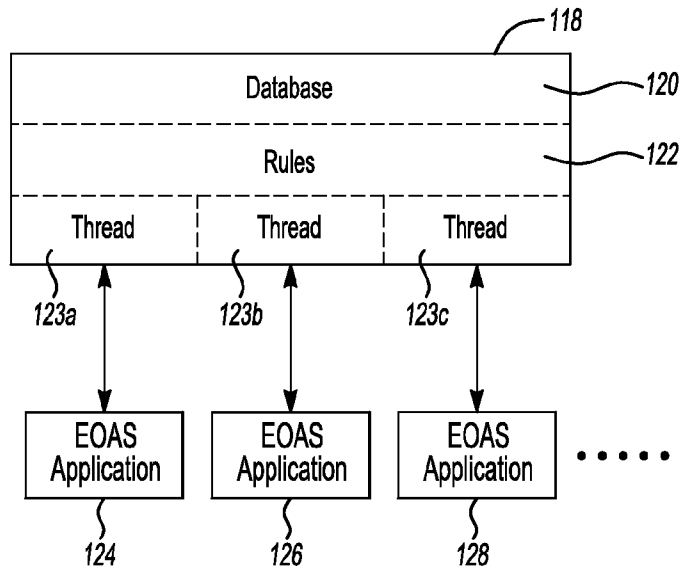 118
Database
120
Rules
122
Thread Thread Thread
123a 123b 123c
EOAS
Application
EOAS
Application
EOAS
Application
124 126 128